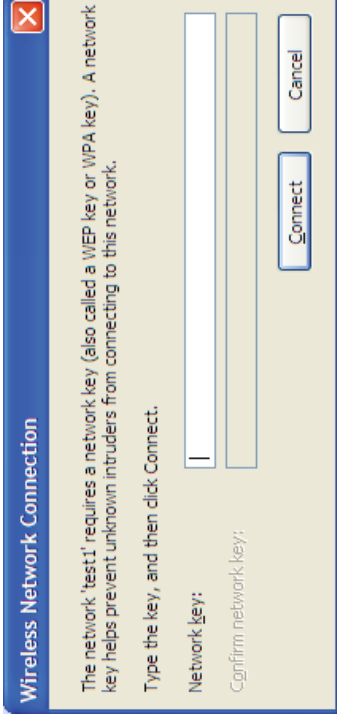 Wireless Network Connection
The network 'test1' requires a network key (also called a WEP key or WPA key). A network
key helps prevent unknown intruders from connecting to this network.
Type the key, and then click Connect.
Network key:
Confirm network key:
Connect Cancel